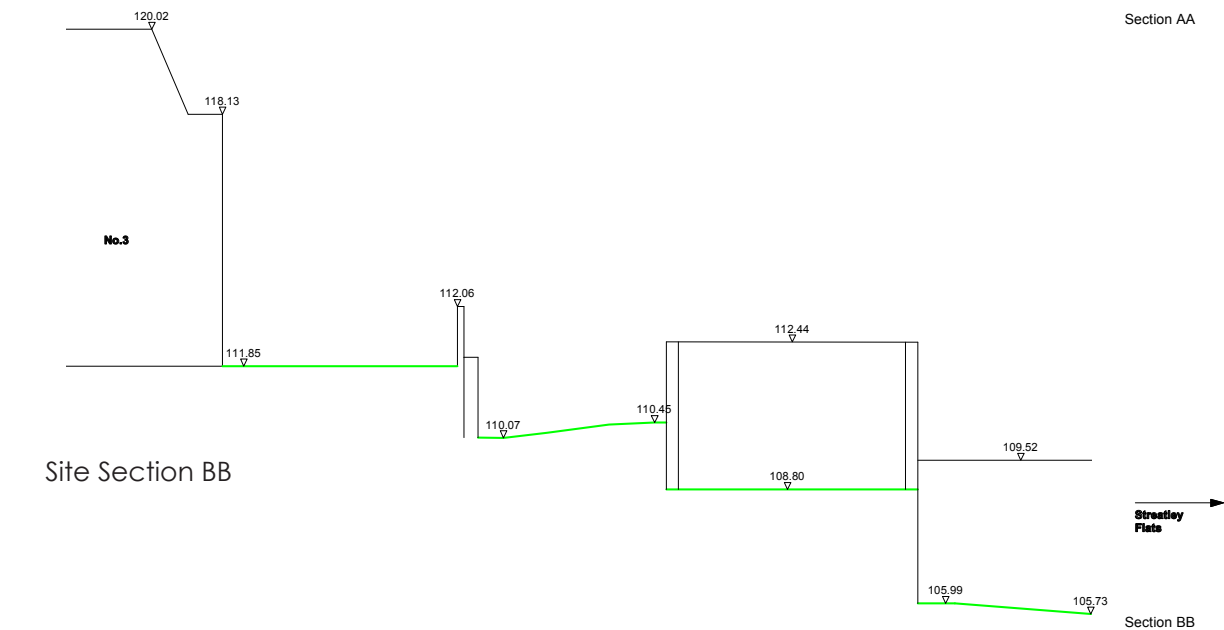 120.02
Section AA
118.13
No.3
112.06
112.44
111.85
110.45
110.07
109.52
Site Section BB
108.80
Streatley
Flats
105.99
105.73
Section BB